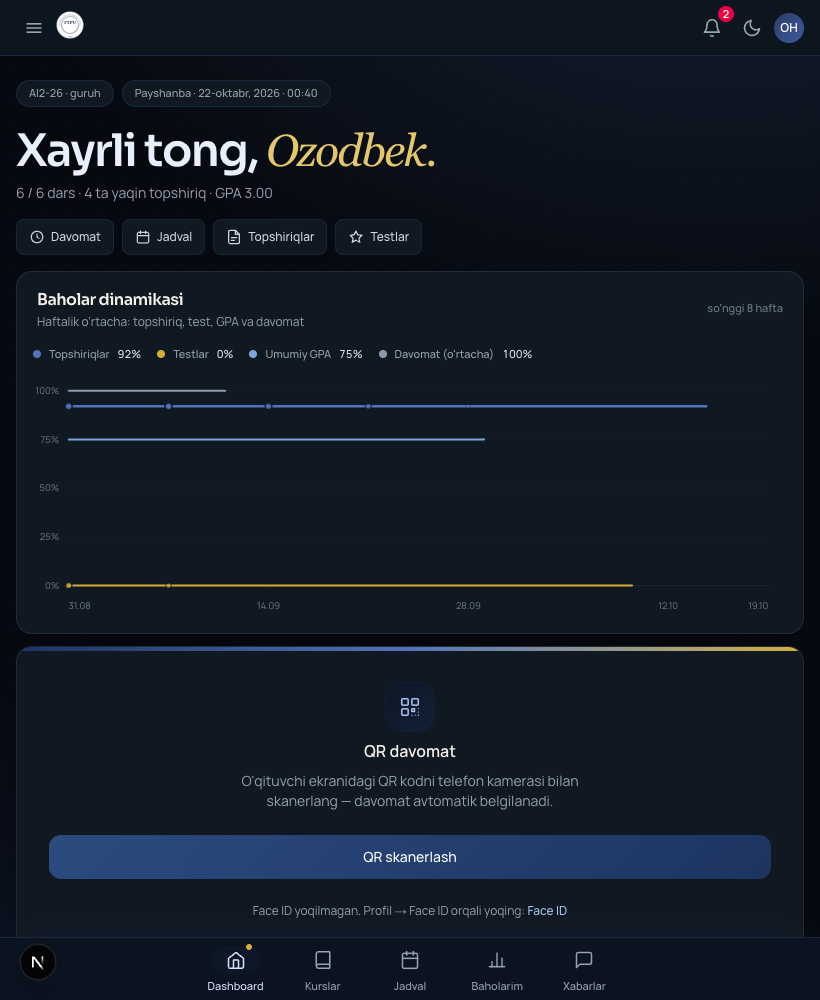 TTPU
2
OH
AI2-26 · guruh
Payshanba · 22-oktabr, 2026 · 00:40
Xayrli tong, Ozodbek.
6 / 6 dars · 4 ta yaqin topshiriq · GPA 3.00
Davomat
Jadval
Topshiriqlar
Testlar
Baholar dinamikasi
Haftalik o'rtacha: topshiriq, test, GPA va davomat
so'nggi 8 hafta
Topshiriqlar 92%
Testlar 0%
Umumiy GPA 75%
Davomat (o'rtacha) 100%
100%
75%
50%
25%
0%
31.08
14.09
28.09
12.10
19.10
QR davomat
O'qituvchi ekranidagi QR kodni telefon kamerasi bilan
skanerlang — davomat avtomatik belgilanadi.
QR skanerlash
Face ID yoqilmagan. Profil → Face ID orqali yoqing: Face ID
N
Dashboard
Kurslar
Jadval
Baholarim
Xabarlar